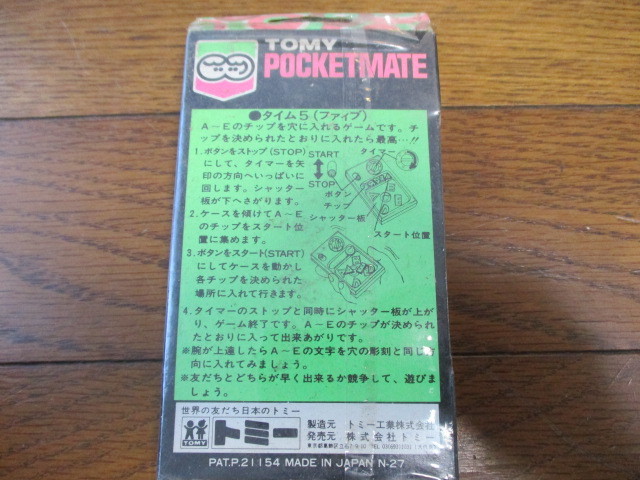 TOMY
POCKETMATE
●タイム5(ファイブ)
A～Eのチップを穴に入れるゲームです。チ
ップを決められたとおりに入れたら最高…!!
1.ボタンをストップ(STOP)
にして、タイマーを矢
印の方向へいっぱいに
回します。シャッター
板が下へさがります。
2.ケースを傾けてA～E
のチップをスタート位
置に集めます。
3.ボタンをスタート(START)
にしてケースを動かし
各チップを決められた
場所に入れて行きます。
START
STOP
タイマー
ボタン
チップ
シャッター板
スタート位置
4.タイマーのストップと同時にシャッター板が上が
り、ゲーム終了です。A～Eのチップが決められ
たとおりに入って出来あがりです。
※腕が上達したらA～Eの文字を穴の彫刻と同じ方向
に入れてみましょう。
※友だちとどちらが早く出来るか競争して、遊びま
しょう。
世界の友だち日本のトミー
TOMY
トミー
製造元 トミー工業株式会社
発売元 株式会社トミー
PAT.P.21154 MADE IN JAPAN N-27